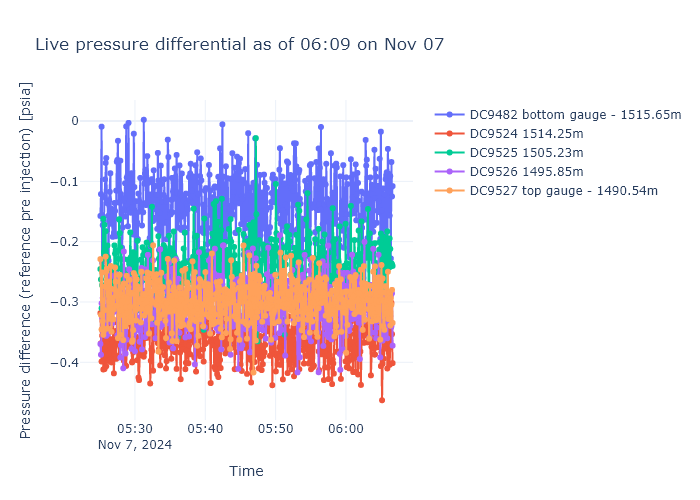 Live pressure differential as of 06:09 on Nov 07
Pressure difference (reference pre injection) [psia]
0
−0.1
−0.2
−0.3
−0.4
05:30
05:40
05:50
06:00
Nov 7, 2024
Time
DC9482 bottom gauge - 1515.65m
DC9524 1514.25m
DC9525 1505.23m
DC9526 1495.85m
DC9527 top gauge - 1490.54m